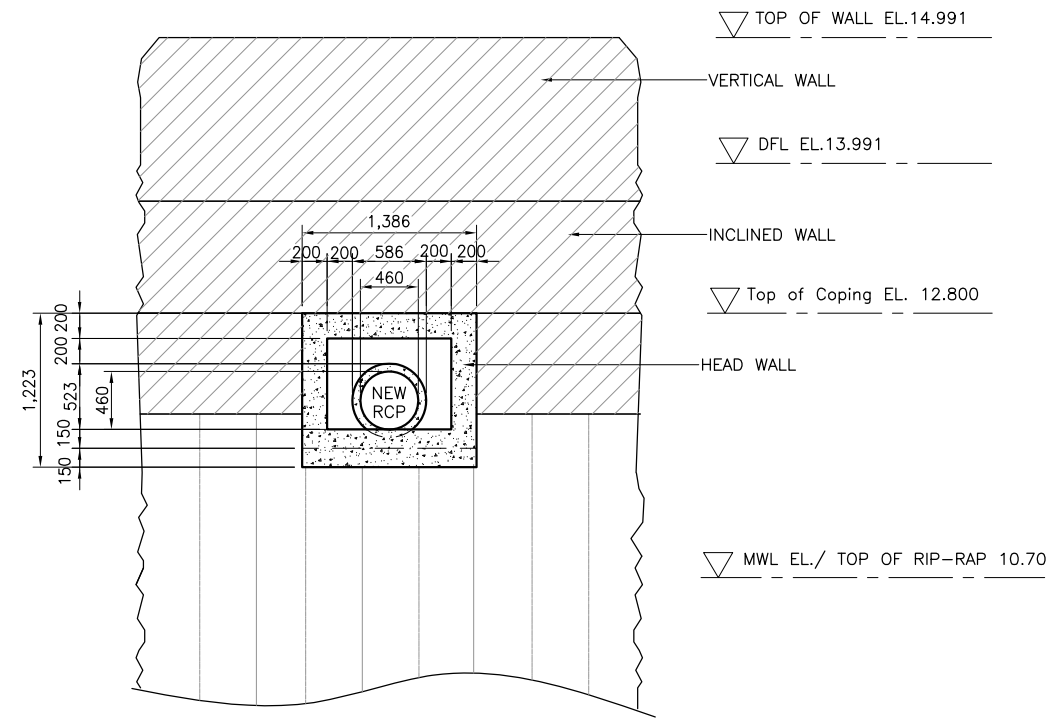 TOP OF WALL EL.14.991
VERTICAL WALL
DFL EL.13.991
1,386
INCLINED WALL
200 200 586 200 200
460
Top of Coping EL. 12.800
200
200
HEAD WALL
1,223
523
460
NEW
RCP
150
150
MWL EL./ TOP OF RIP-RAP 10.70